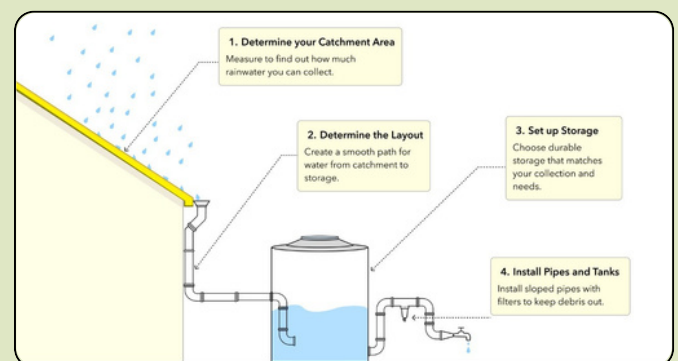 1. Determine your Catchment Area
Measure to find out how much
rainwater you can collect.
2. Determine the Layout
Create a smooth path for
water from catchment to
storage.
3. Set up Storage
Choose durable
storage that matches
your collection and
needs.
4. Install Pipes and Tanks
Install sloped pipes with
filters to keep debris out.